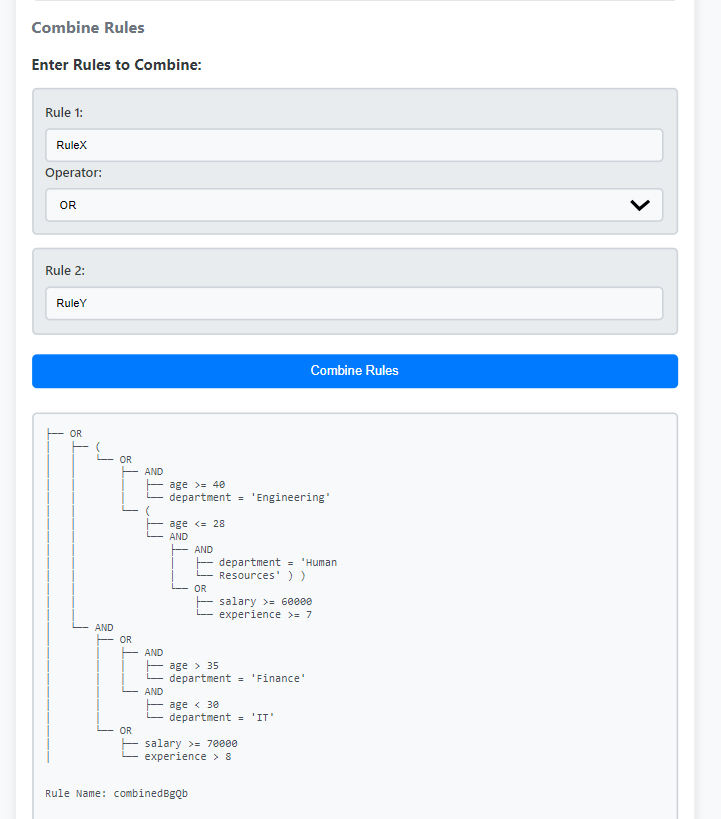 Combine Rules
Enter Rules to Combine:
Rule 1:
RuleX
Operator:
OR
Rule 2:
RuleY
Combine Rules
├── OR
│   ├── (
│   │   └── OR
│   │       ├── AND
│   │       │   ├── age >= 40
│   │       │   └── department = 'Engineering'
│   │       └── (
│   │           ├── age <= 28
│   │           └── AND
│   │               ├── AND
│   │               │   ├── department = 'Human
│   │               │   └── Resources' ) )
│   │               └── OR
│   │                   ├── salary >= 60000
│   │                   └── experience >= 7
│   └── AND
│       ├── OR
│       │   ├── AND
│       │   │   ├── age > 35
│       │   │   └── department = 'Finance'
│       │   └── AND
│       │       ├── age < 30
│       │       └── department = 'IT'
│       └── OR
│           ├── salary >= 70000
│           └── experience > 8
Rule Name: combinedBgQb